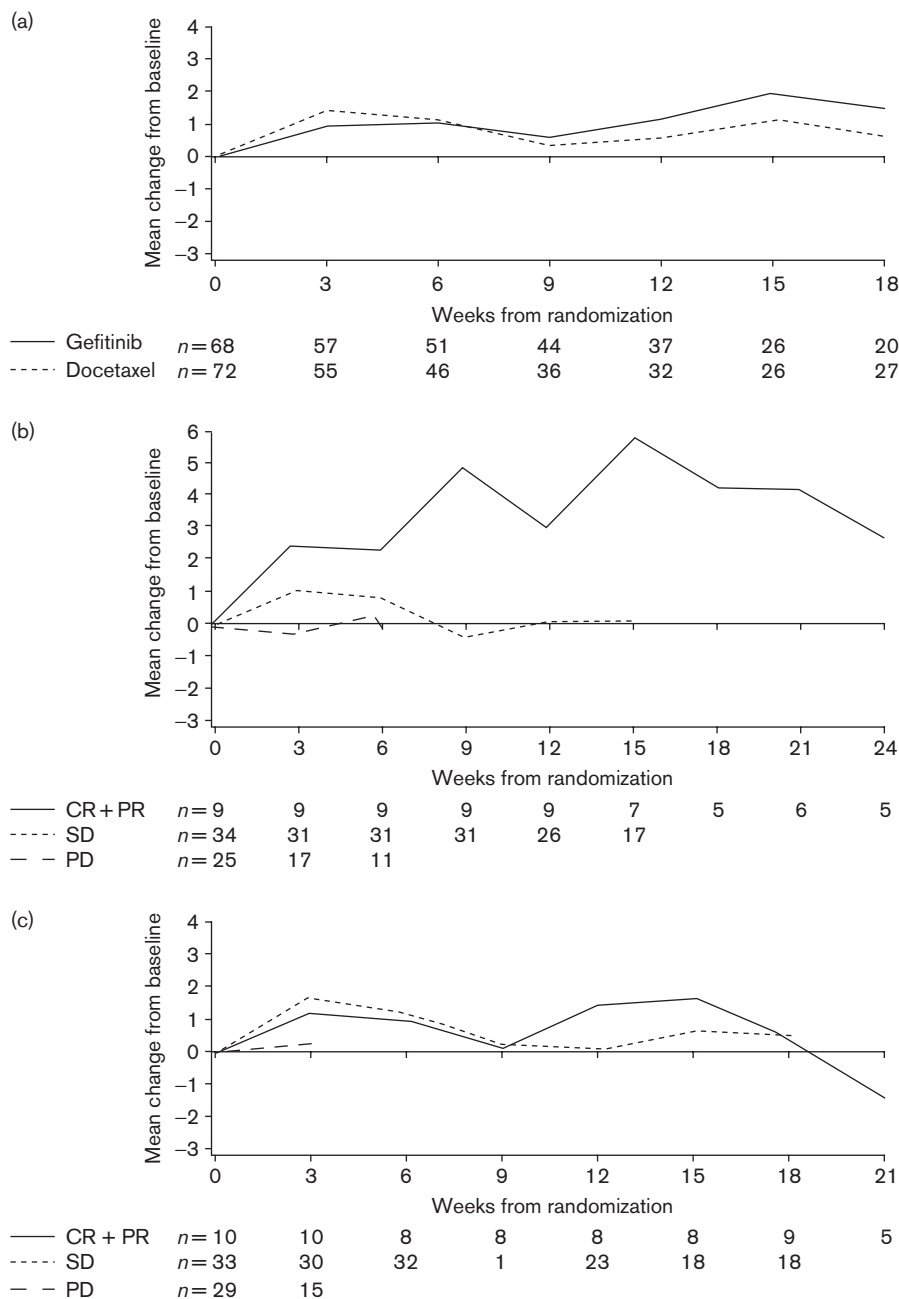 (a)
Mean change from baseline
4
3
2
1
0
−1
−2
−3
0 3 6 9 12 15 18
Weeks from randomization
Gefitinib n=68 57 51 44 37 26 20
Docetaxel n=72 55 46 36 32 26 27
(b)
Mean change from baseline
6
5
4
3
2
1
0
−1
−2
−3
0 3 6 9 12 15 18 21 24
Weeks from randomization
CR+PR n=9 9 9 9 9 7 5 6 5
SD n=34 31 31 31 26 17
PD n=25 17 11
(c)
Mean change from baseline
4
3
2
1
0
−1
−2
−3
0 3 6 9 12 15 18 21
Weeks from randomization
CR + PR n=10 10 8 8 8 8 9 5
SD n=33 30 32 1 23 18 18
PD n=29 15